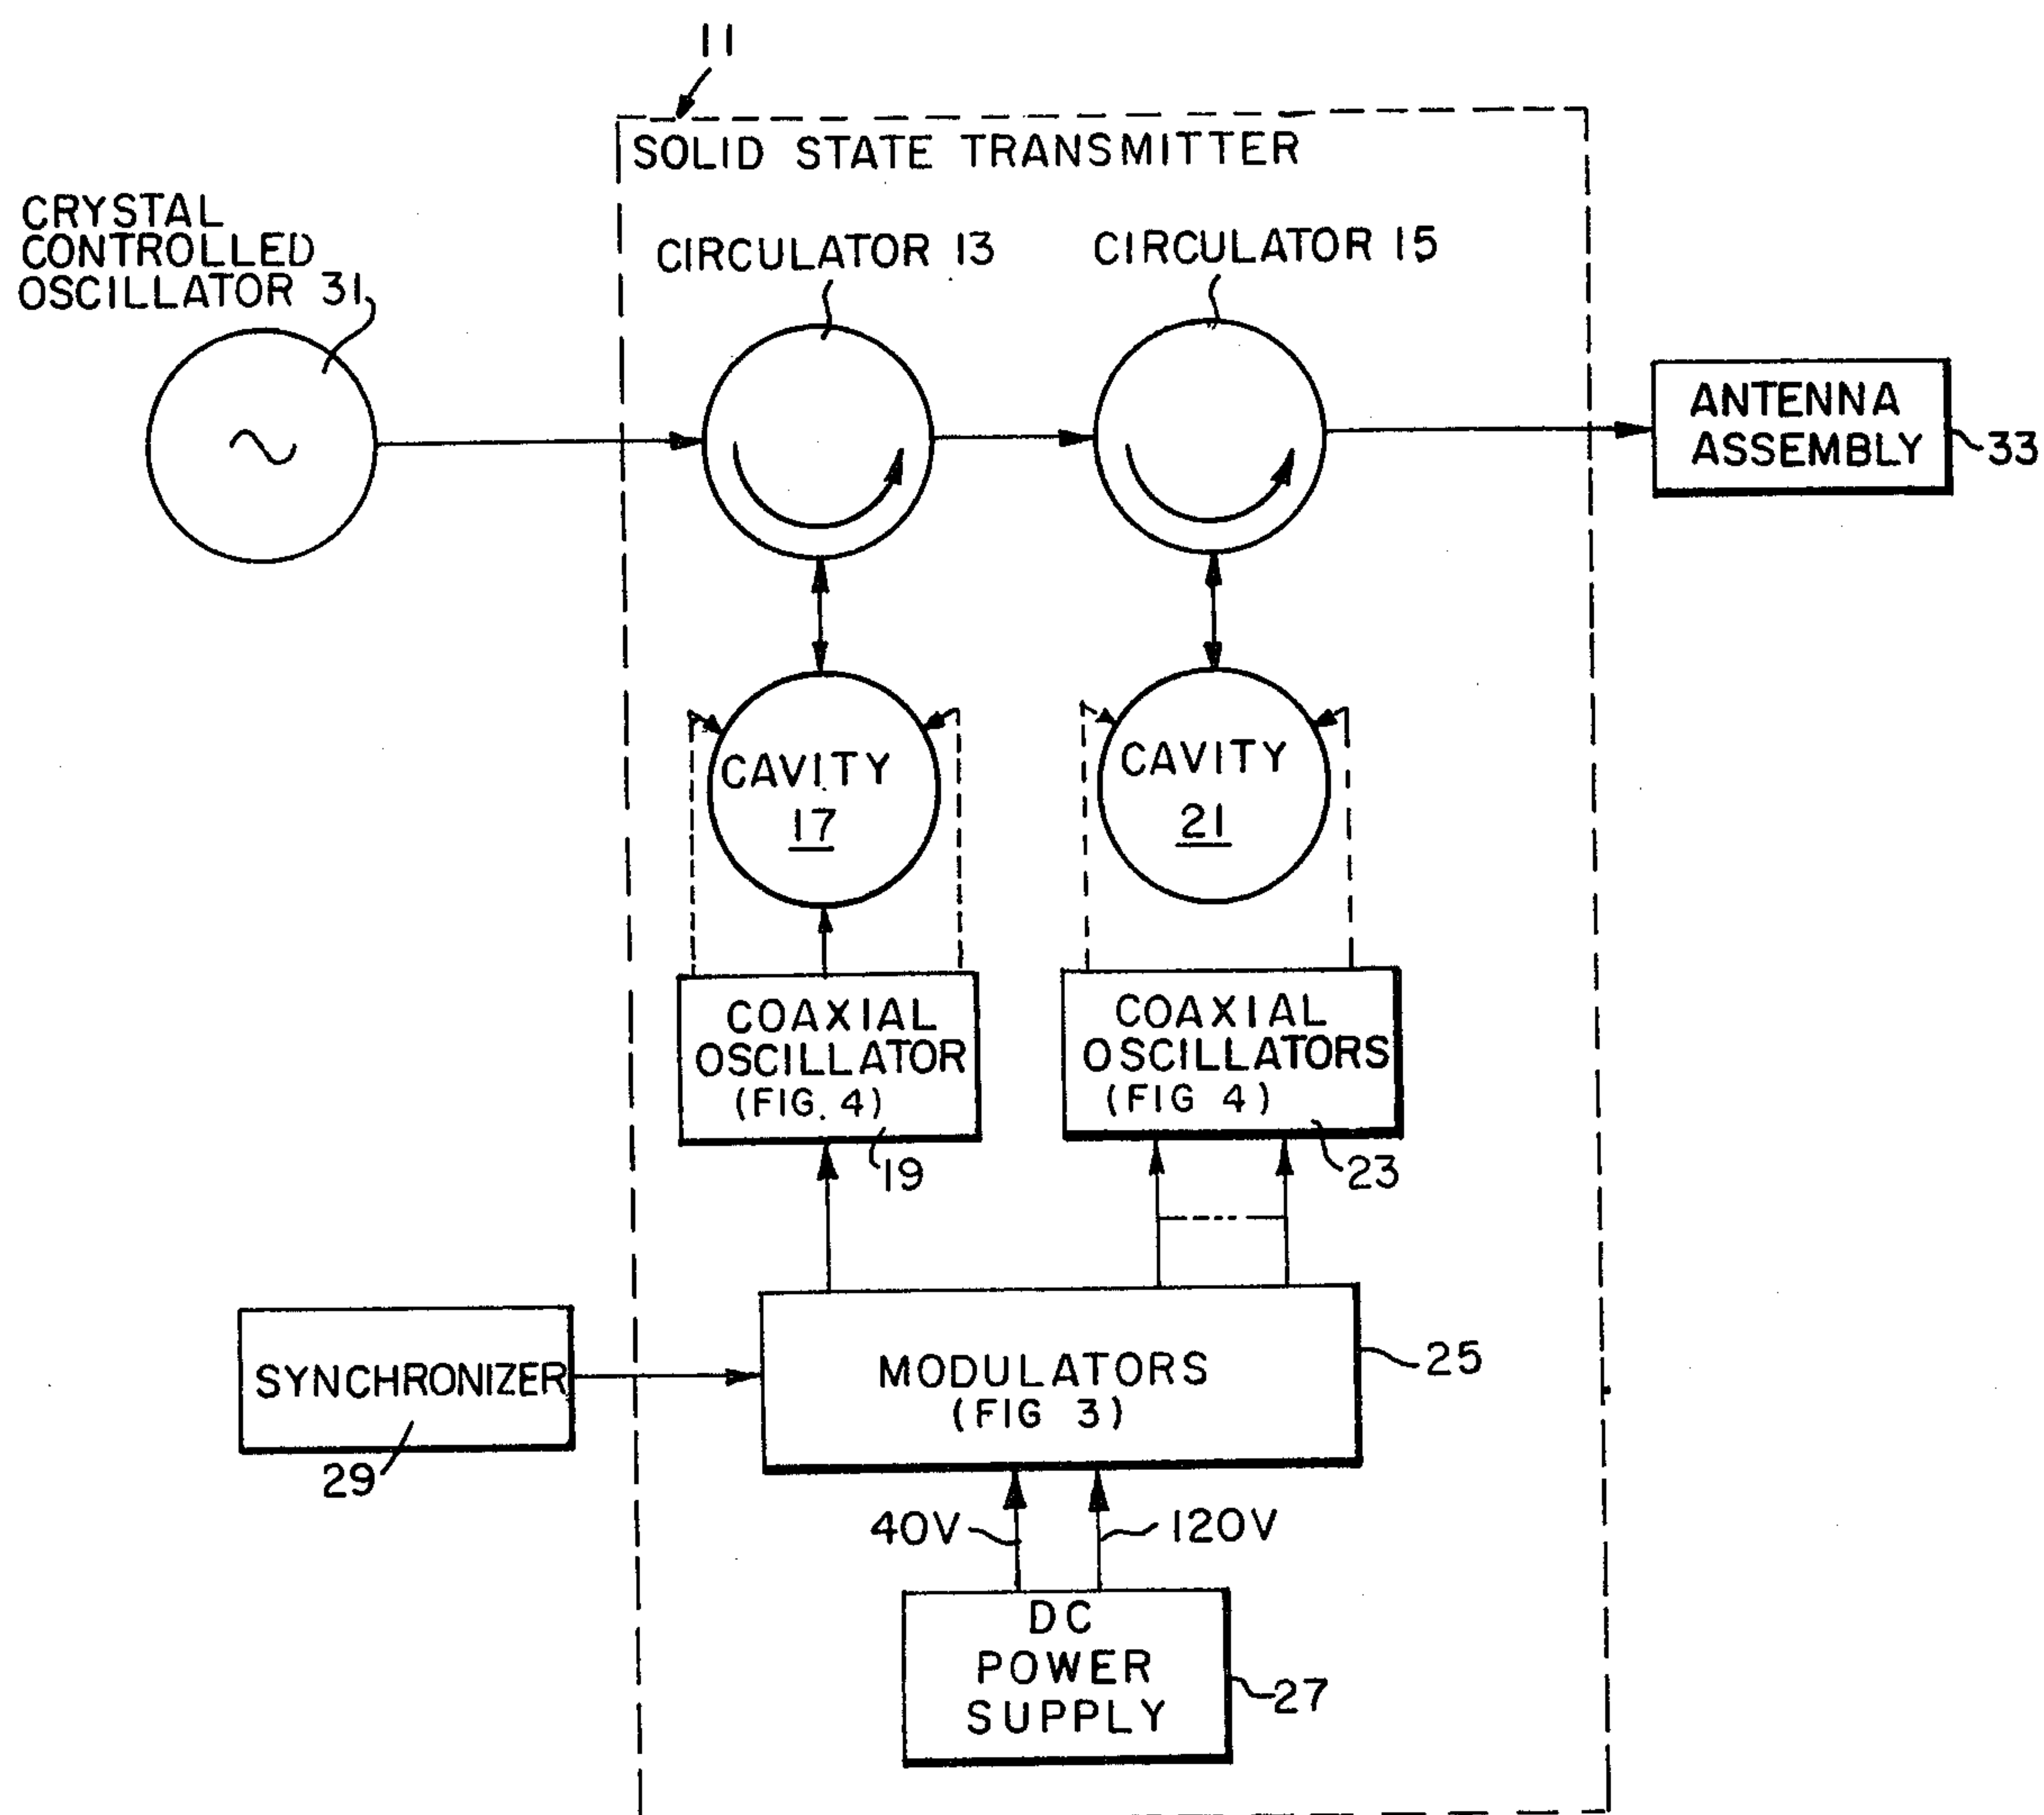 11
SOLID STATE TRANSMITTER
CRYSTAL
CONTROLLED
OSCILLATOR 31
CIRCULATOR 13
CIRCULATOR 15
ANTENNA
ASSEMBLY
33
CAVITY
17
CAVITY
21
COAXIAL
OSCILLATOR
(FIG. 4)
19
COAXIAL
OSCILLATORS
(FIG 4)
23
SYNCHRONIZER
29
MODULATORS
(FIG 3)
25
40V
120V
DC
POWER
SUPPLY
27